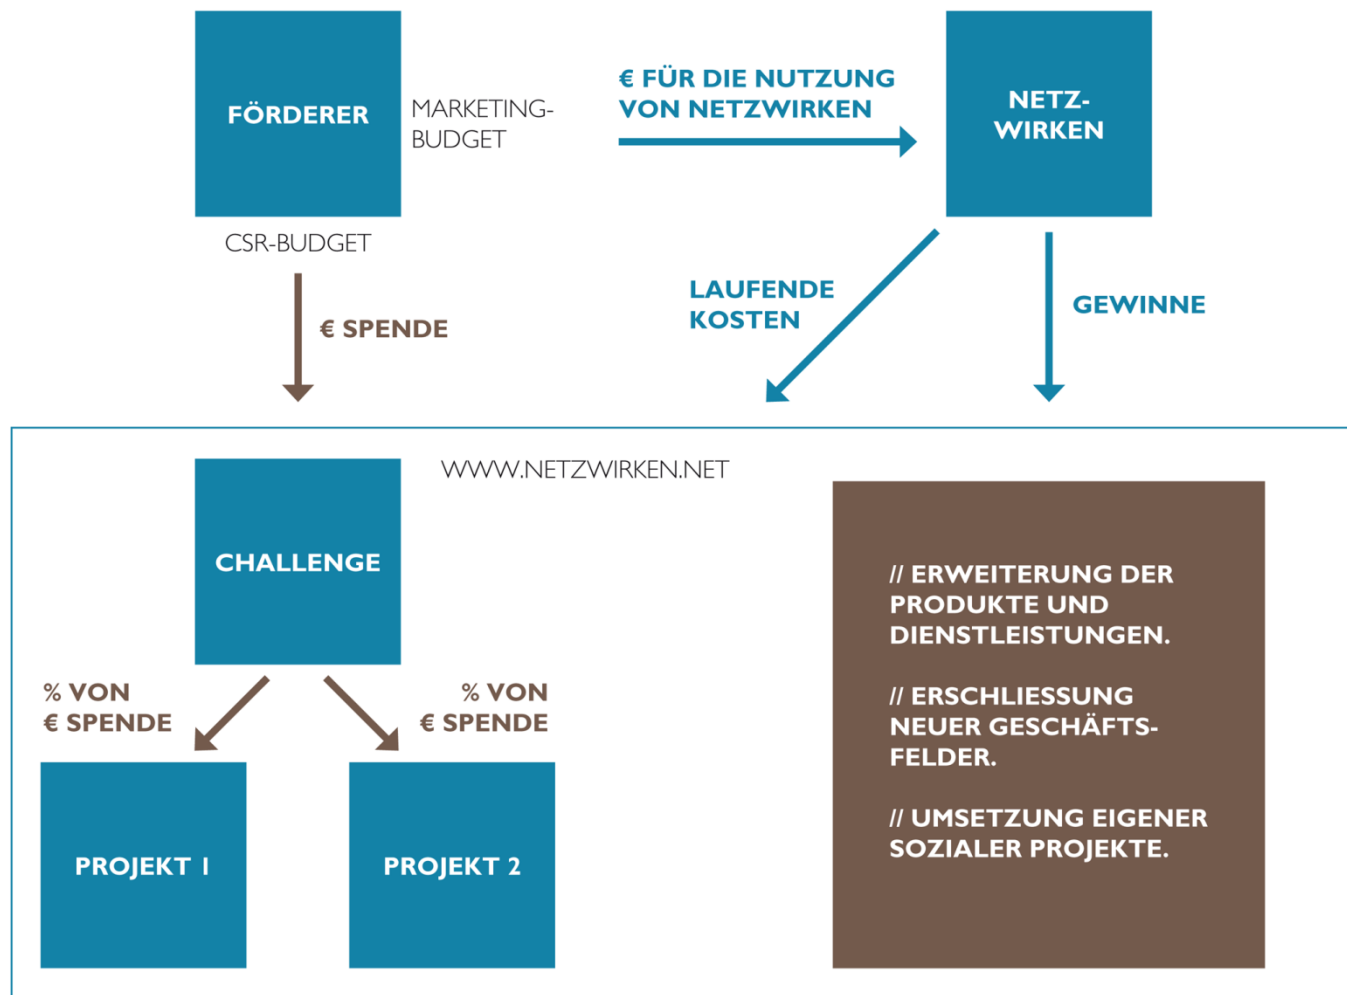 FÖRDERER
MARKETING-
BUDGET
€ FÜR DIE NUTZUNG
VON NETZWIRKEN
NETZ-
WIRKEN
CSR-BUDGET
€ SPENDE
LAUFENDE
KOSTEN
GEWINNE
WWW.NETZWIRKEN.NET
CHALLENGE
% VON
€ SPENDE
% VON
€ SPENDE
PROJEKT 1
PROJEKT 2
// ERWEITERUNG DER
PRODUKTE UND
DIENSTLEISTUNGEN.
// ERSCHLIESSUNG
NEUER GESCHÄFTS-
FELDER.
// UMSETZUNG EIGENER
SOZIALER PROJEKTE.